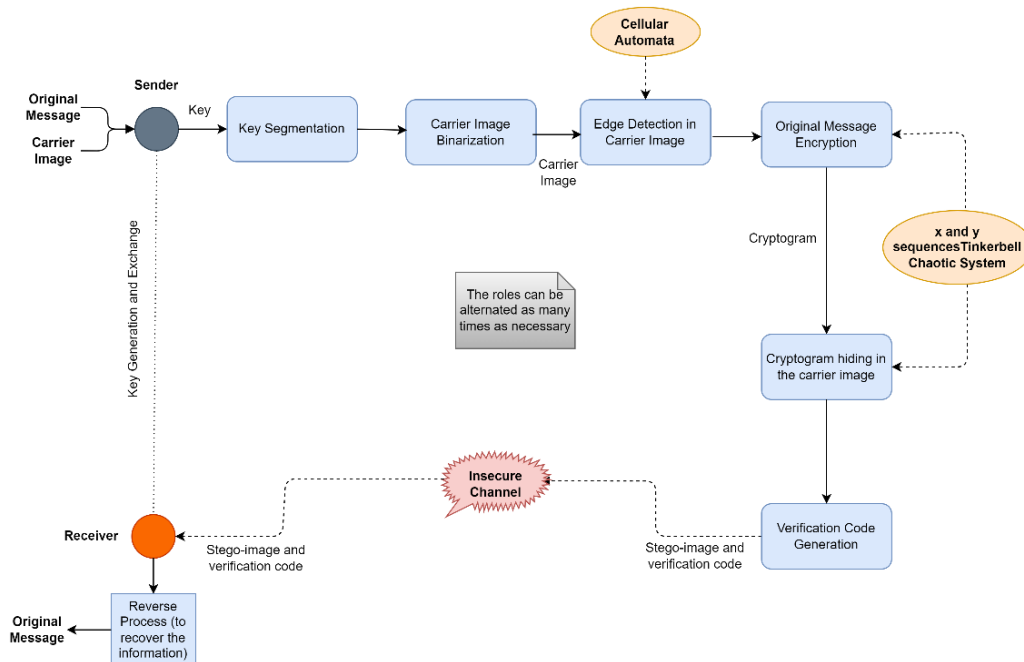 Cellular
Automata
Sender
Original
Message
Carrier
Image
Key
Key Segmentation
Carrier Image
Binarization
Carrier
Image
Edge Detection in
Carrier Image
Original Message
Encryption
x and y
sequencesTinkerbell
Chaotic System
Cryptogram
Key Generation and Exchange
The roles can be
alternated as many
times as necessary
Cryptogram hiding in
the carrier image
Insecure
Channel
Verification Code
Generation
Stego-image and
verification code
Receiver
Stego-image and
verification code
Reverse
Process (to
recover the
information)
Original
Message